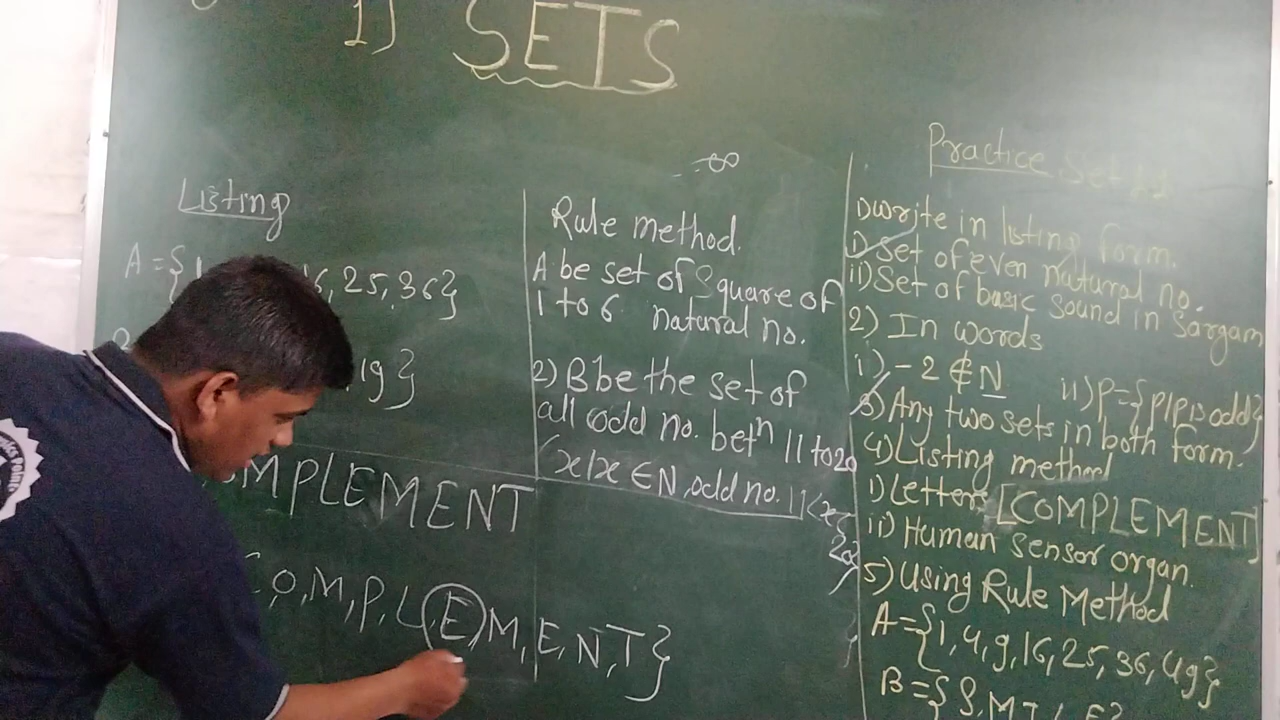 1) SETS
∞
Listing
A = {1, 16, 25, 36}
19}
COMPLEMENT
C, O, M, P, L, E, M, E, N, T}
Rule method.
A be set of Square of
1 to 6 natural no.
2) B be the set of
all odd no. betn 11 to 20
{x/x ∈ N, odd no. 11<x<
20
}
Practice Set 1.1
1) Write in listing form.
i) Set of even natural no.
ii) Set of basic sound in Sargam
2) In words
i) -2 ∉ N ii) P = {p/p is odd}
3) Any two sets in both form.
4) Listing method
i) Letters [COMPLEMENT]
ii) Human sensor organ.
5) Using Rule Method
A = {1, 4, 9, 16, 25, 36, 49}
B = {